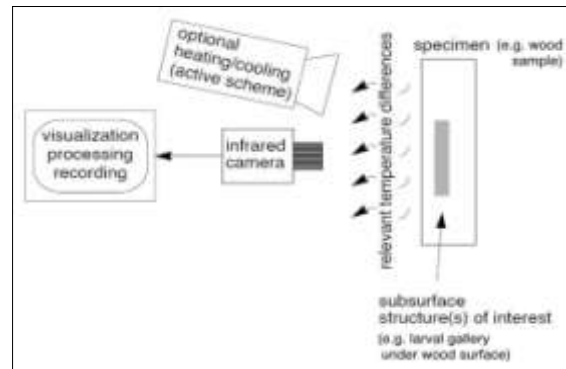 optional
heating/cooling
(active scheme)
specimen (e.g. wood
sample)
visualization
processing
recording
infrared
camera
relevant temperature differences
subsurface
structure(s) of interest
(e.g. larval gallery
under wood surface)